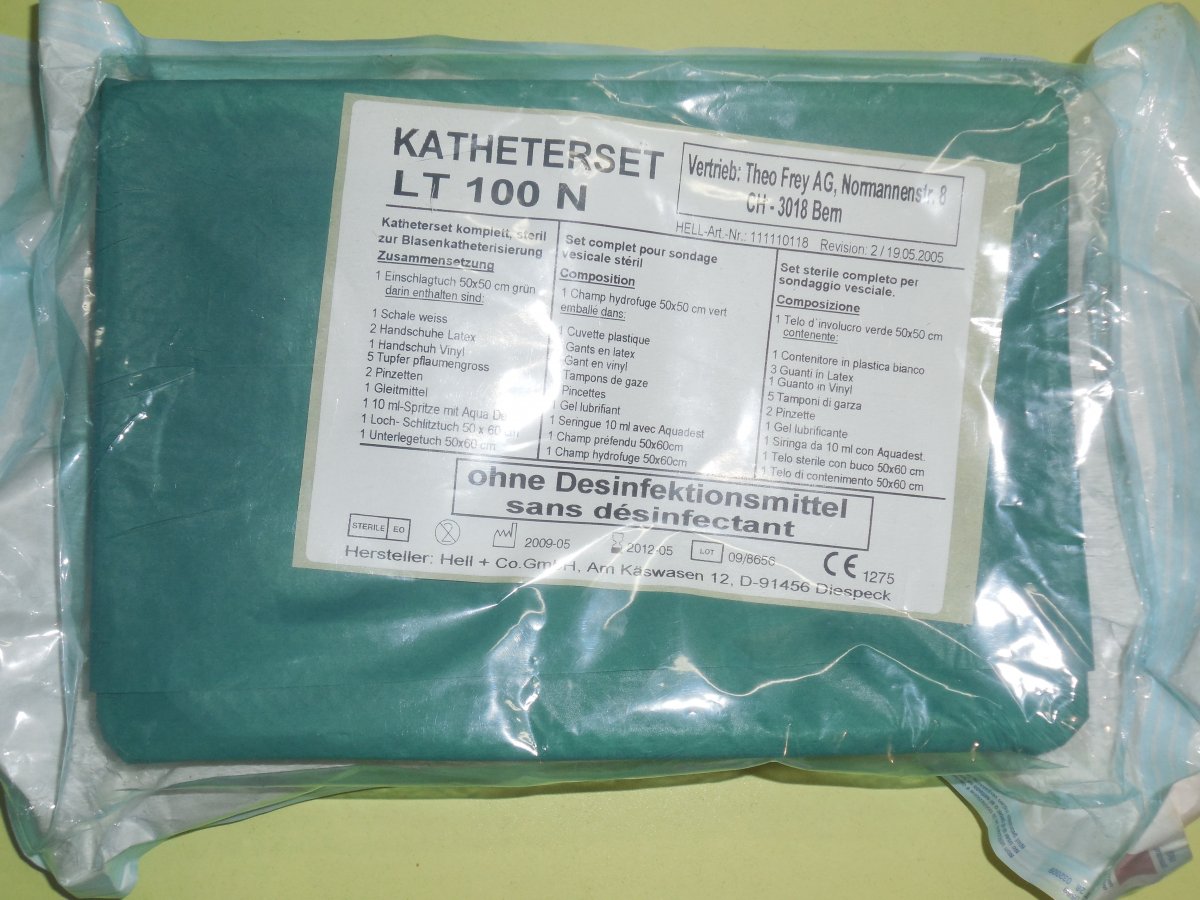 KATHETERSET
LT 100 N
Vertrieb: Theo Frey AG, Normannenstr. 8
CH - 3018 Bern
HELL-Art.-Nr.: 111110118 Revision: 2 / 19.05.2005
Katheterset komplett, steril
zur Blasenkatheterisierung
Zusammensetzung
1 Einschlagtuch 50x50 cm grün
darin enthalten sind:
1 Schale weiss
2 Handschuhe Latex
1 Handschuh Vinyl
5 Tupfer pflaumengross
2 Pinzetten
1 Gleitmittel
1 10 ml-Spritze mit Aqua
1 Loch- Schlitztuch 50 x 60 cm
1 Unterlegetuch 50x60 cm
Set complet pour sondage
vesicale stéril
Composition
1 Champ hydrofuge 50x50 cm vert
emballe dans:
1 Cuvette plastique
Gants en latex
Gant en vinyl
Tampons de gaze
Pincettes
Gel lubrifiant
1 Seringue 10 ml avec Aquadest
1 Champ préfendu 50x60cm
1 Champ hydrofuge 50x60cm
Set sterile completo per
sondaggio vesciale.
Composizione
1 Telo d´involucro verde 50x50 cm
contenente:
1 Contenitore in plastica bianco
3 Guanti in Latex
1 Guanto in Vinyl
5 Tamponi di garza
2 Pinzette
1 Gel lubrificante
1 Siringa da 10 ml con Aquadest.
1 Telo sterile con buco 50x60 cm
1 Telo di contenimento 50x60 cm
ohne Desinfektionsmittel
sans désinfectant
STERILE EO 2 2009-05 2012-05 LOT 09/8656 CE 1275
Hersteller: Hell + Co.GmbH, Am Käswasen 12, D-91456 Diespeck